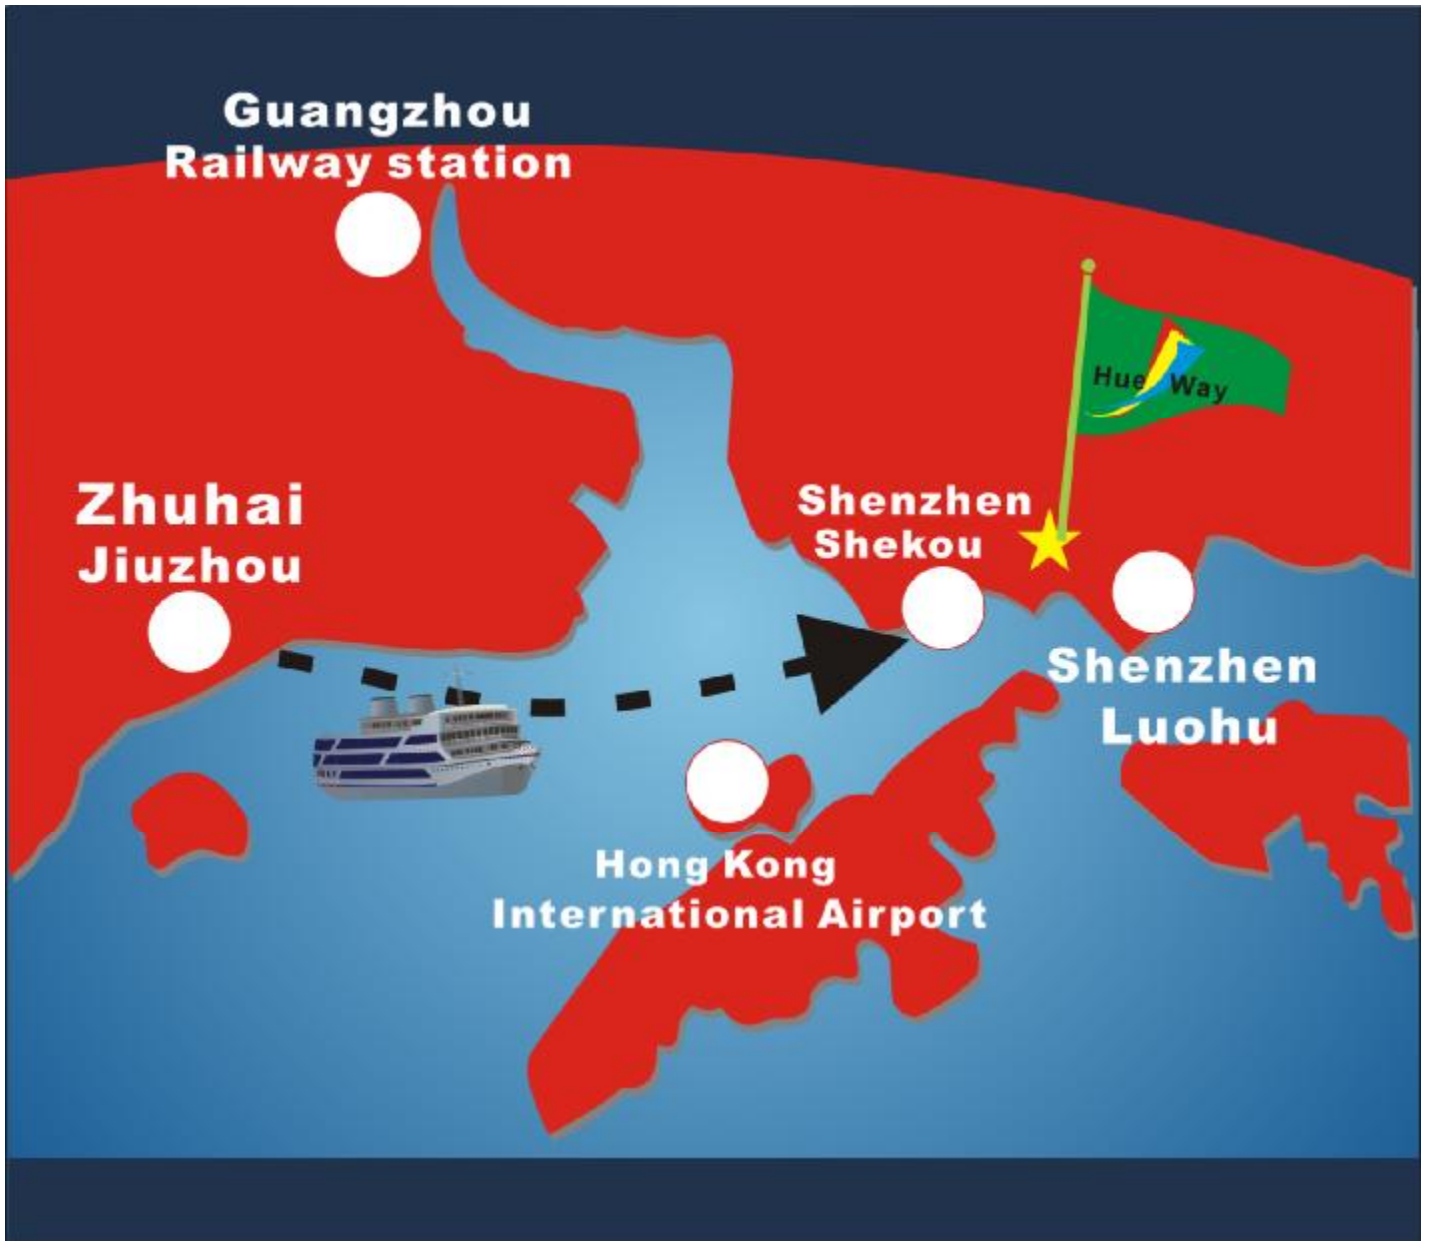 Guangzhou
Railway station
Hue Way
Zhuhai
Jiuzhou
Shenzhen
Shekou
Shenzhen
Luohu
Hong Kong
International Airport